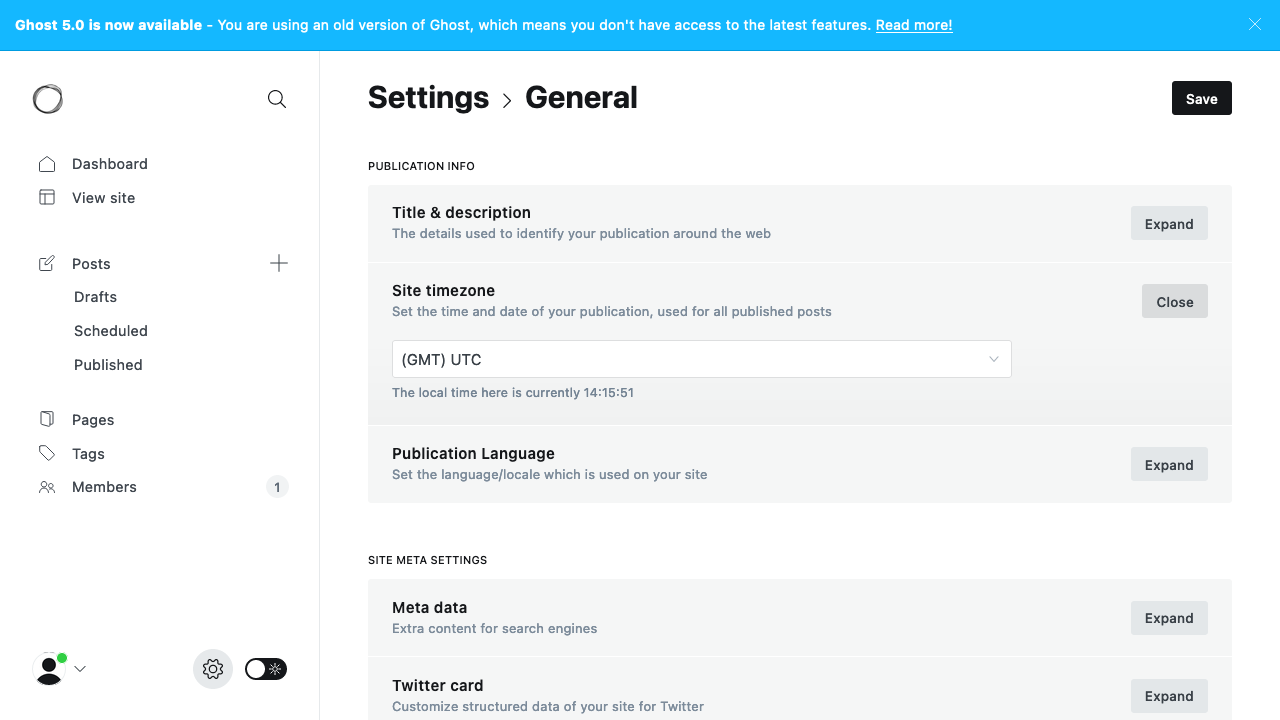 Ghost 5.0 is now available - You are using an old version of Ghost, which means you don't have access to the latest features. Read more!
Dashboard
View site
Posts
Drafts
Scheduled
Published
Pages
Tags
Members
1
Settings > General
Save
PUBLICATION INFO
Title & description
The details used to identify your publication around the web
Expand
Site timezone
Set the time and date of your publication, used for all published posts
Close
(GMT) UTC
The local time here is currently 14:15:51
Publication Language
Set the language/locale which is used on your site
Expand
SITE META SETTINGS
Meta data
Extra content for search engines
Expand
Twitter card
Customize structured data of your site for Twitter
Expand